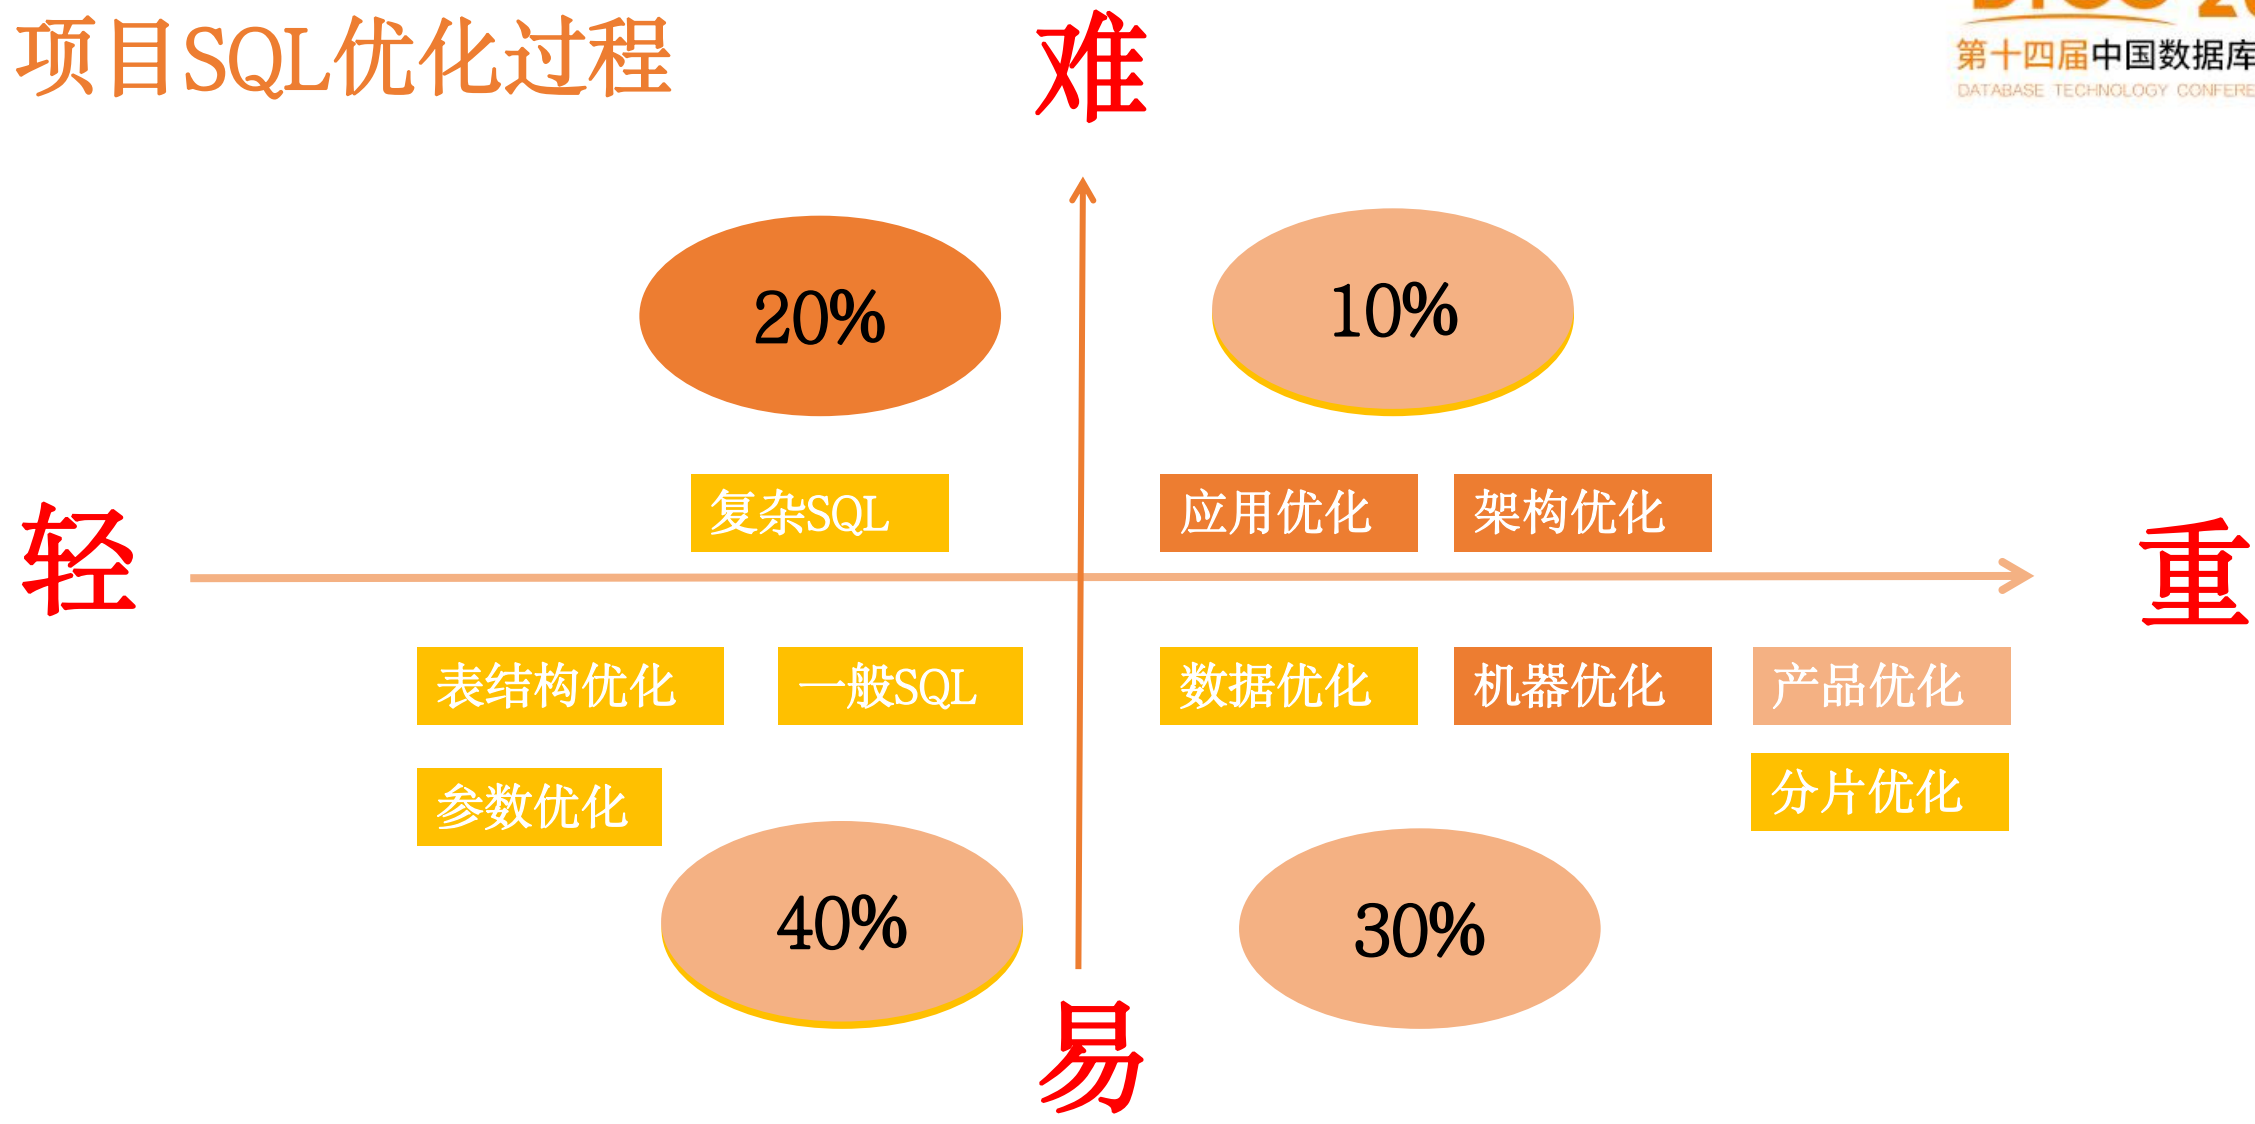 项目SQL优化过程
难
第十四届中国数据库
DATABASE TECHNOLOGY CONFERE
20%
10%
复杂SQL
应用优化
架构优化
轻
重
表结构优化
一般SQL
数据优化
机器优化
产品优化
参数优化
分片优化
40%
30%
易